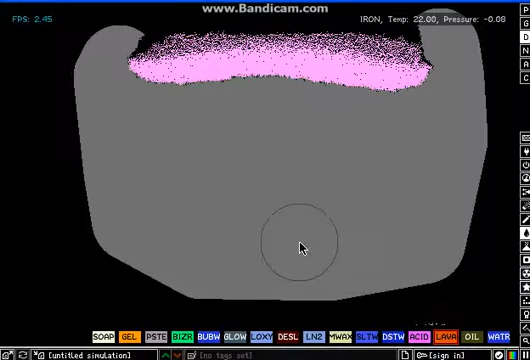 www.Bandicam.com
FPS: 2.45
IRON, Temp: 22.00, Pressure: -0.08
P
G
D
N
A
C
SOAP GEL PSTE BIZR BUBW GLOW LOXY DESL LN2 MWAX SLTW DSTW ACID LAVA OIL WATR
[untitled simulation]
[no tags set]
[sign in]